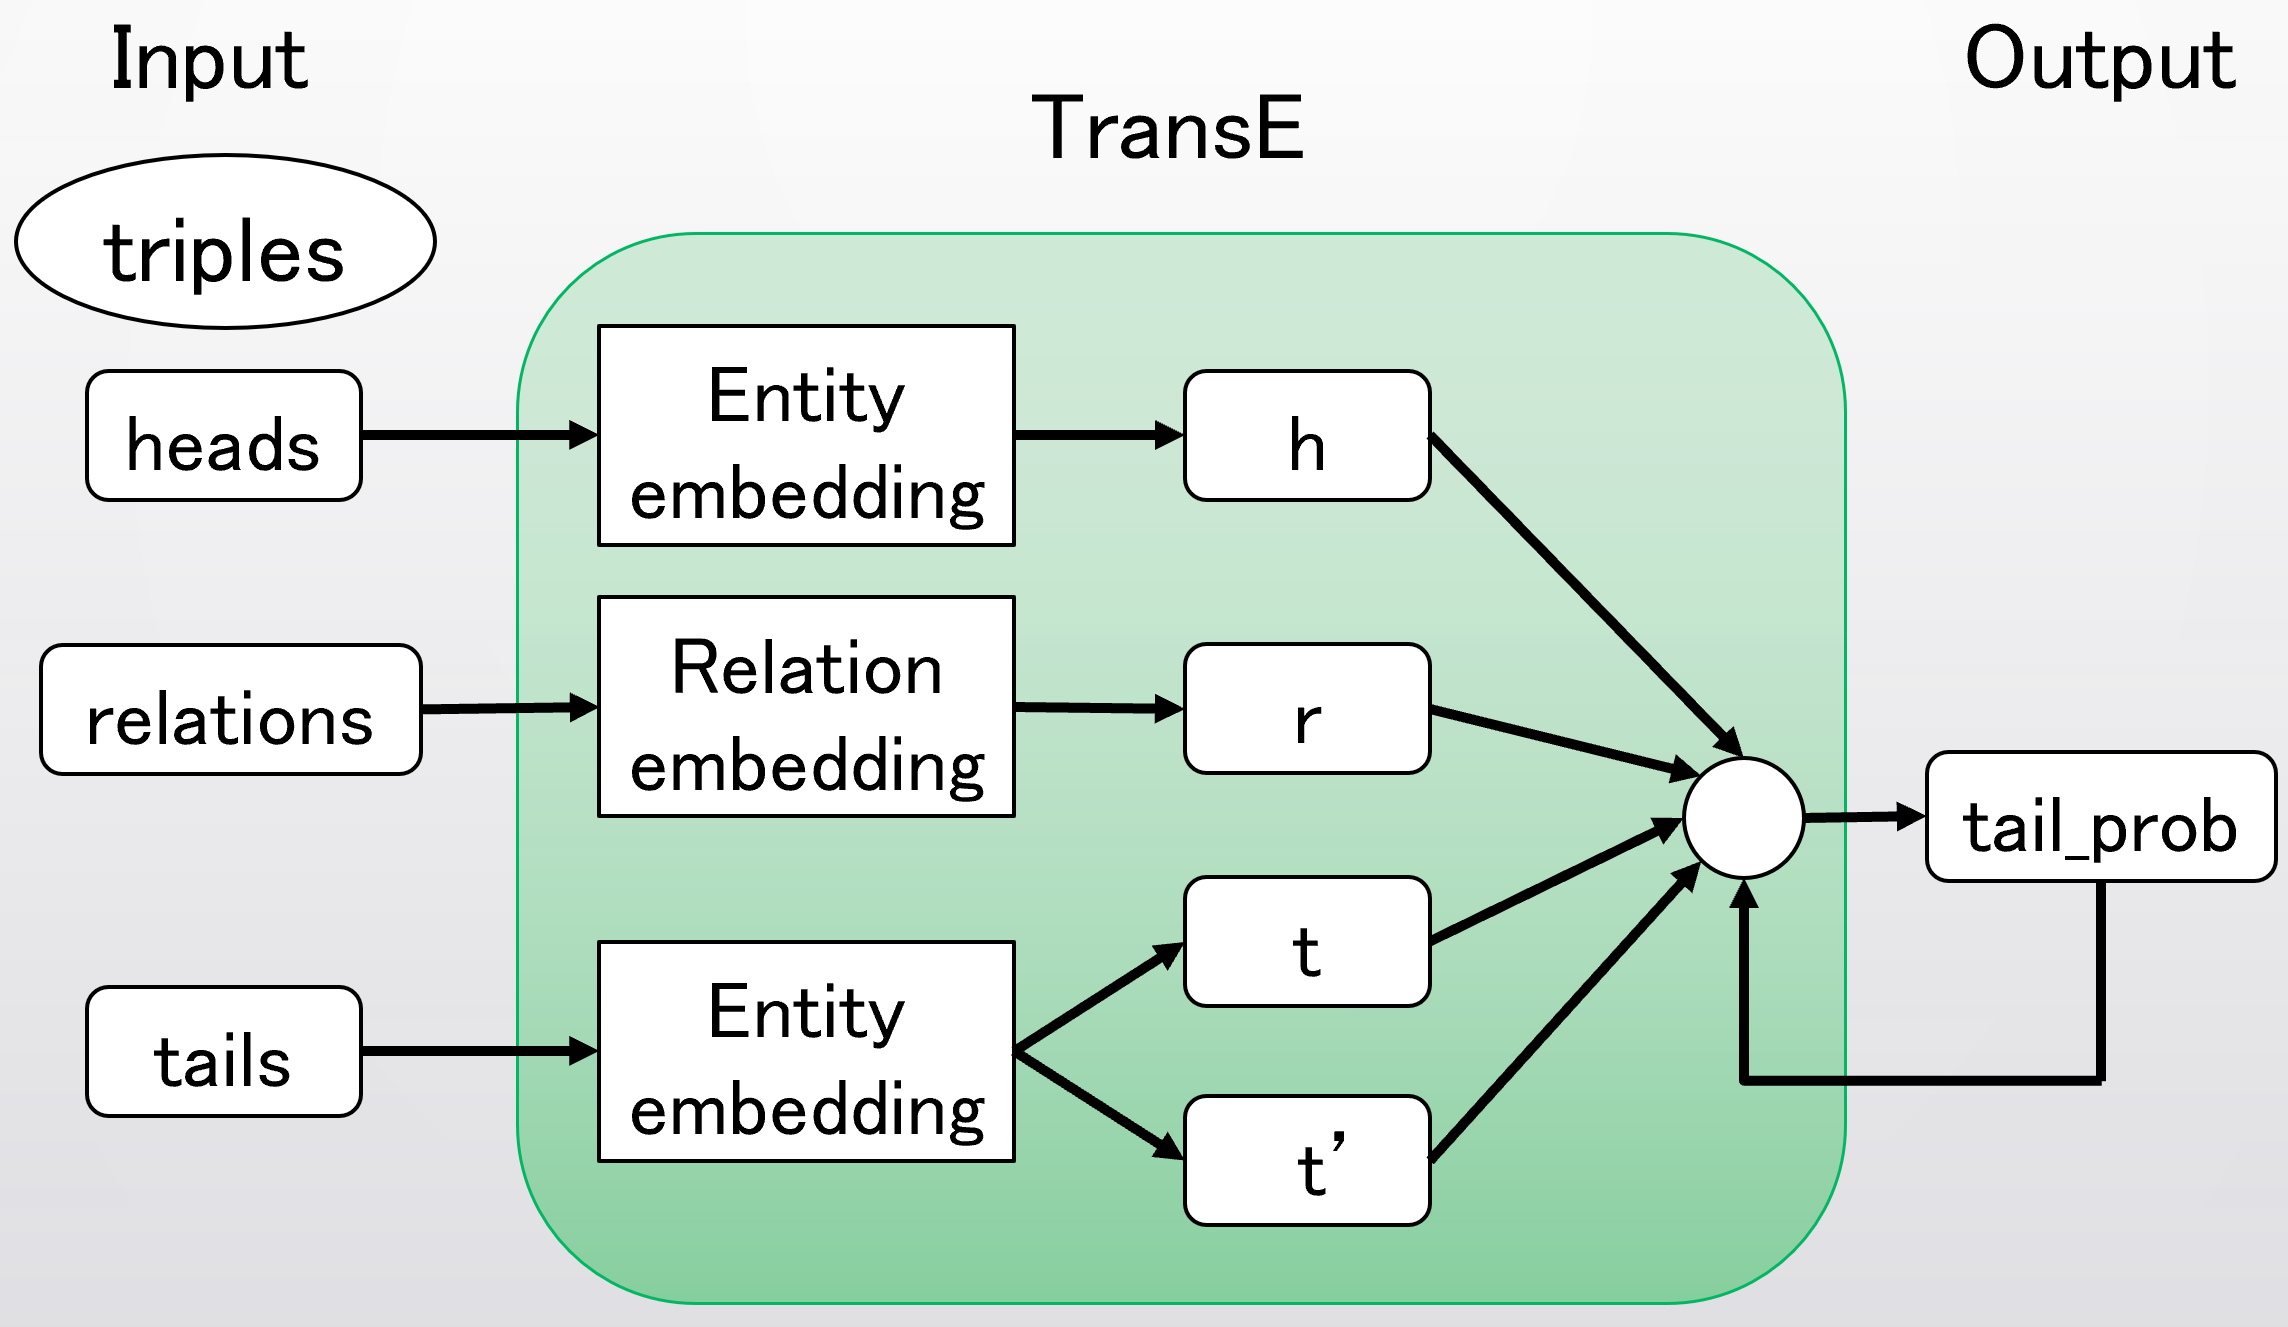 Input
TransE
Output
triples
heads
Entity
embedding
h
relations
Relation
embedding
r
tails
Entity
embedding
t
t’
tail_prob